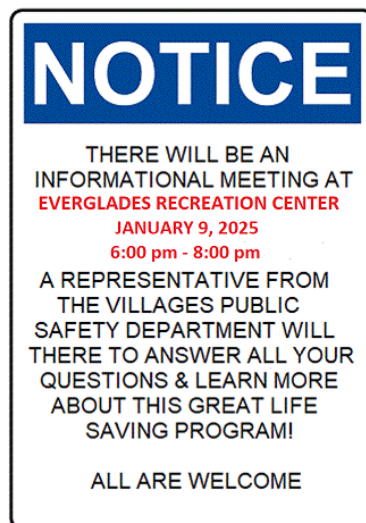 NOTICE
THERE WILL BE AN
INFORMATIONAL MEETING AT
EVERGLADES RECREATION CENTER
JANUARY 9, 2025
6:00 pm - 8:00 pm
A REPRESENTATIVE FROM
THE VILLAGES PUBLIC
SAFETY DEPARTMENT WILL
THERE TO ANSWER ALL YOUR
QUESTIONS & LEARN MORE
ABOUT THIS GREAT LIFE
SAVING PROGRAM!
ALL ARE WELCOME